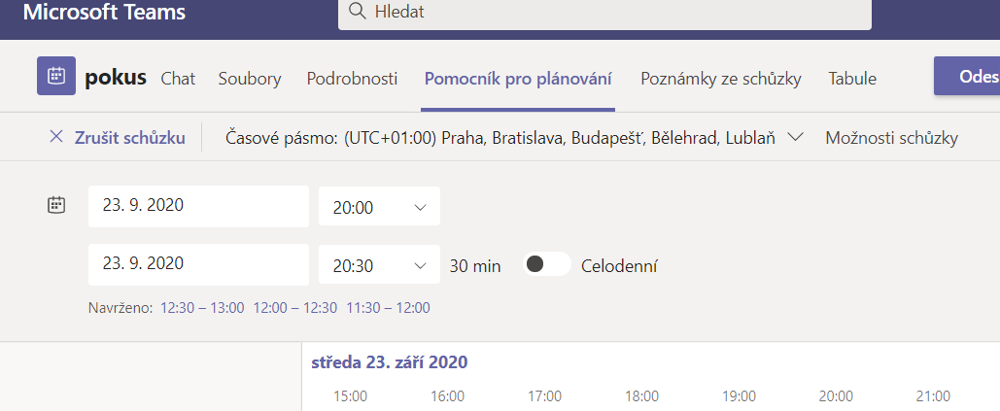 Microsoft Teams
Hledat
pokus Chat Soubory Podrobnosti Pomocník pro plánování Poznámky ze schůzky Tabule Odes
Zrušit schůzku Časové pásmo: (UTC+01:00) Praha, Bratislava, Budapešť, Bělehrad, Lublaň Možnosti schůzky
23. 9. 2020 20:00
23. 9. 2020 20:30 30 min Celodenní
Navrženo: 12:30 – 13:00 12:00 – 12:30 11:30 – 12:00
středa 23. září 2020
15:00 16:00 17:00 18:00 19:00 20:00 21:00